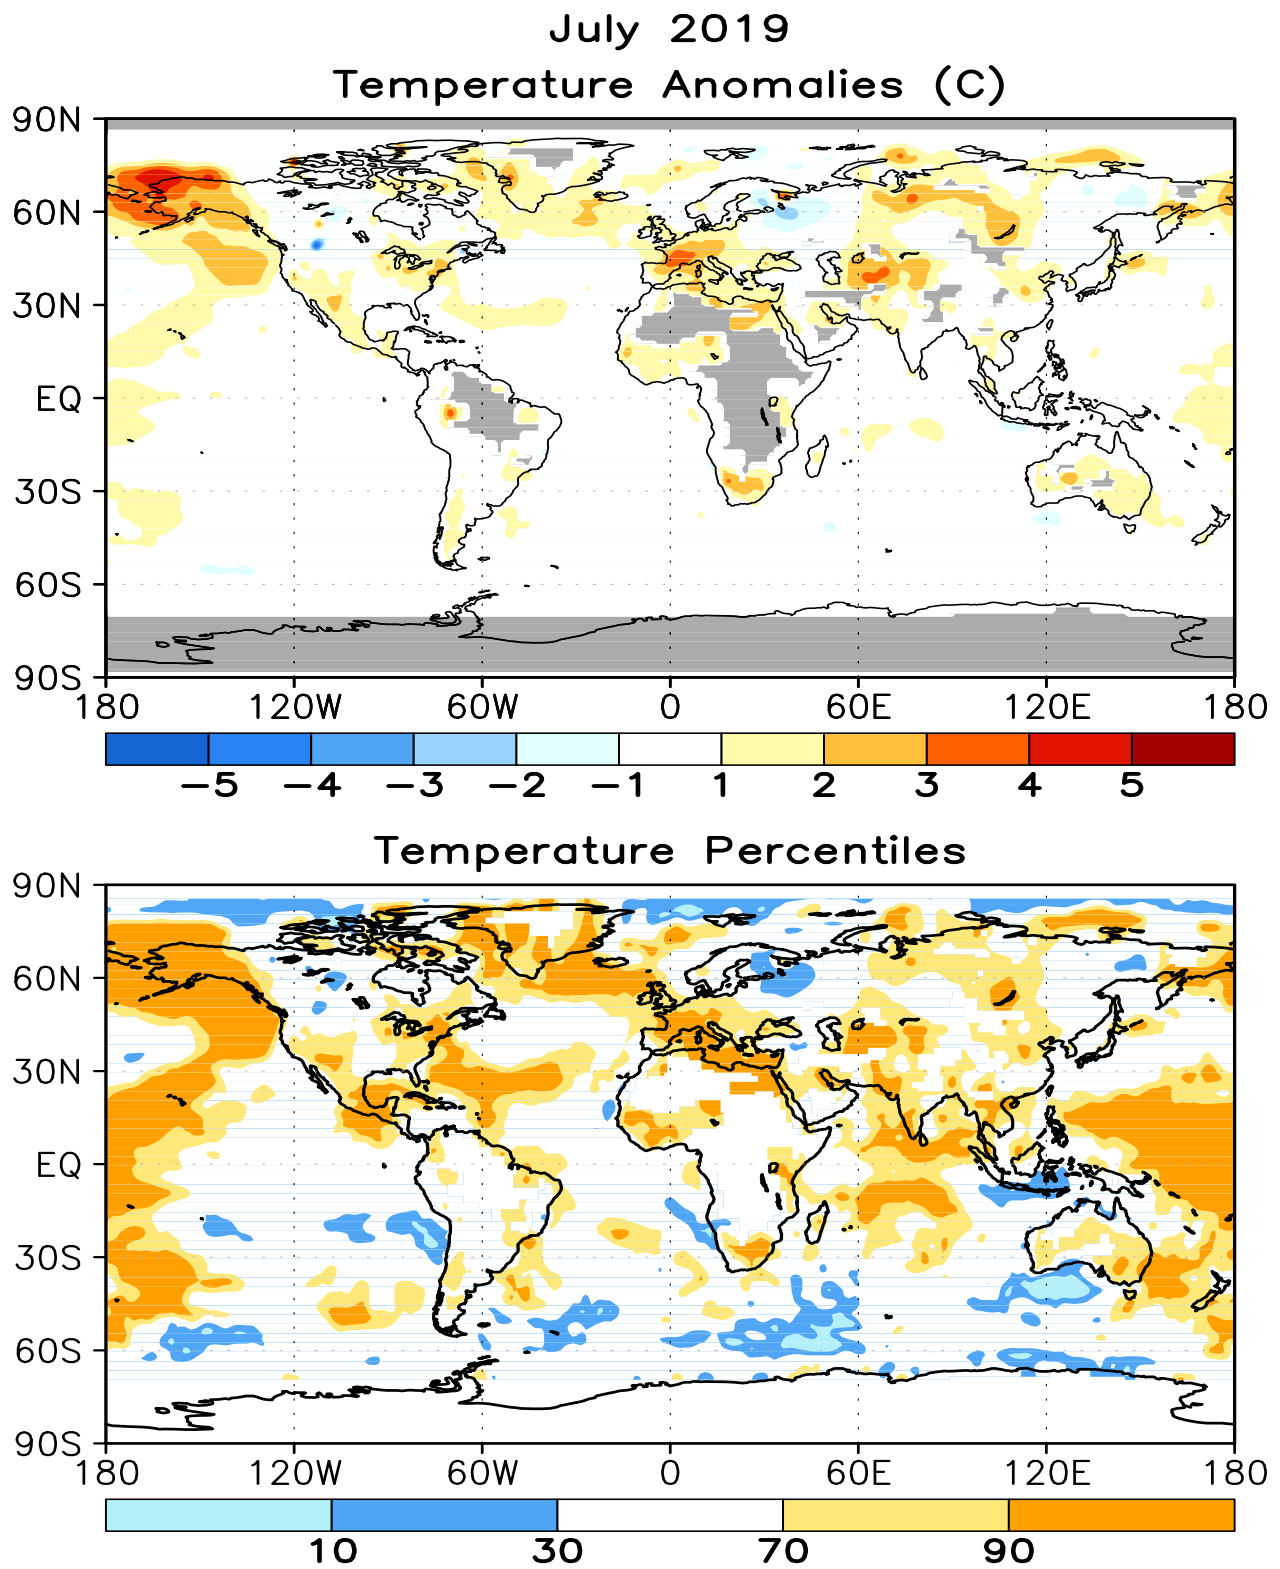 July 2019
Temperature Anomalies (C)
90N
60N
30N
EQ
30S
60S
90S
180 120W 60W 0 60E 120E 180
−5 −4 −3 −2 −1 1 2 3 4 5
Temperature Percentiles
90N
60N
30N
EQ
30S
60S
90S
180 120W 60W 0 60E 120E 180
10 30 70 90